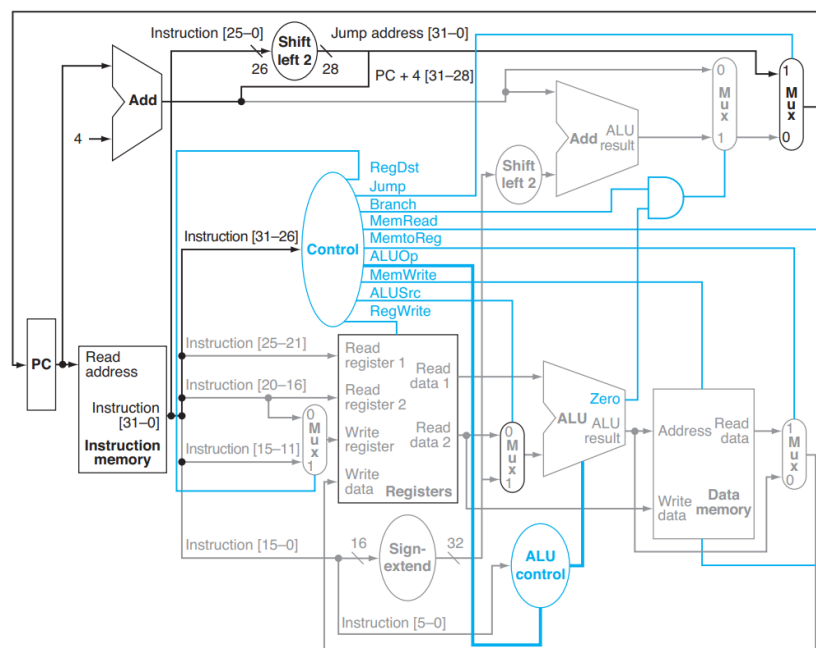 Instruction [25–0]
Shift
left 2
Jump address [31–0]
26
28
PC + 4 [31–28]
Add
4
0
M
u
x
1
1
M
u
x
0
Add
ALU
result
Shift
left 2
RegDst
Jump
Branch
MemRead
MemtoReg
ALUOp
MemWrite
ALUSrc
RegWrite
Control
Instruction [31–26]
PC
Read
address
Instruction
[31–0]
Instruction
memory
Instruction [25–21]
Instruction [20–16]
Instruction [15–11]
0
M
u
x
1
Read
register 1
Read
register 2
Write
register
Write
data
Read
data 1
Read
data 2
Registers
0
M
u
x
1
Zero
ALU
ALU
result
Address
Read
data
Write
data
Data
memory
1
M
u
x
0
Instruction [15–0]
16
Sign-
extend
32
ALU
control
Instruction [5–0]